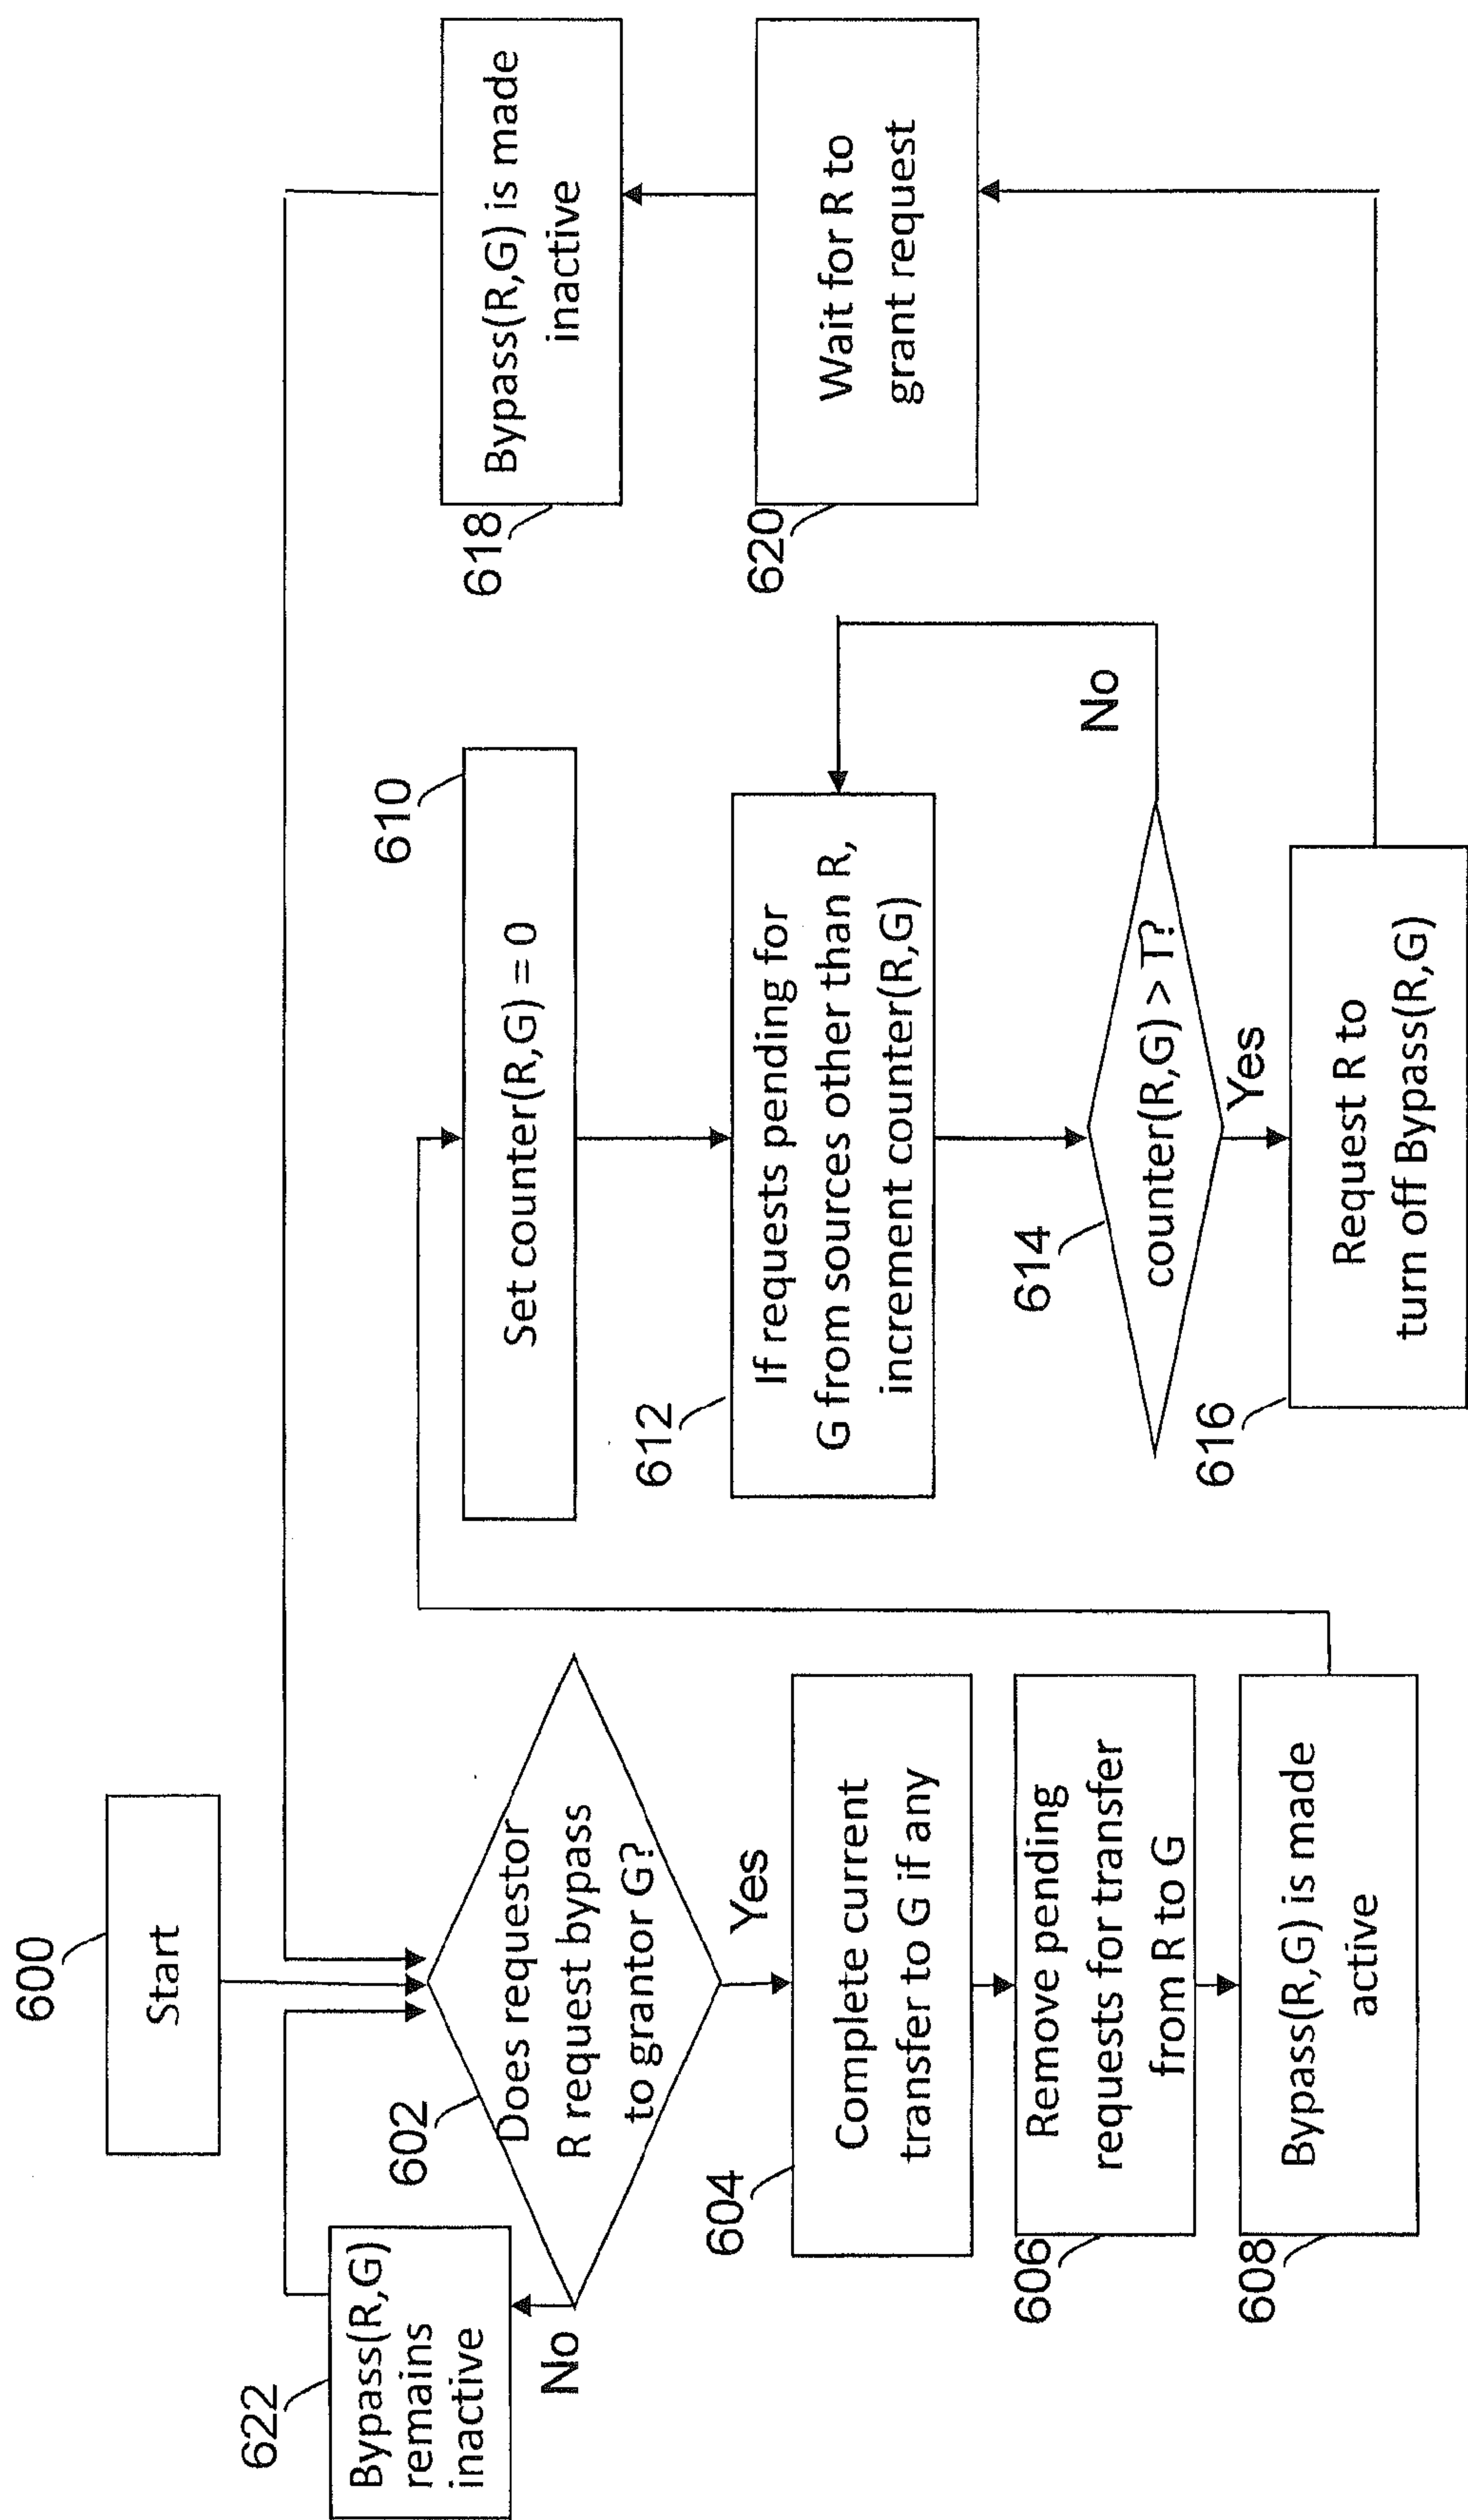 600
Start
622
Bypass(R,G)
remains
inactive
No
602
Does requestor
R request bypass
to grantor G?
Yes
604
Complete current
transfer to G if any
606
Remove pending
requests for transfer
from R to G
608
Bypass(R,G) is made
active
610
Set counter(R,G) = 0
612
If requests pending for
G from sources other than R,
increment counter(R,G)
614
counter(R,G) > T?
No
Yes
616
Request R to
turn off Bypass(R,G)
618
Bypass(R,G) is made
inactive
620
Wait for R to
grant request